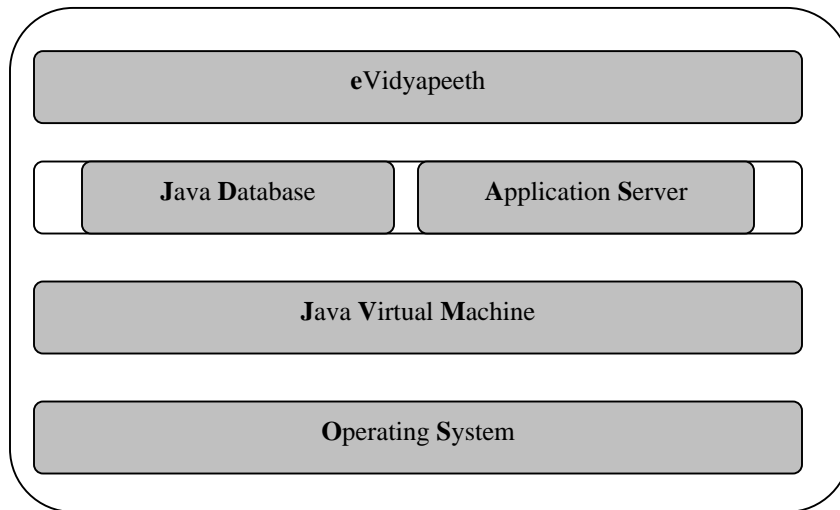 eVidyapeeth
Java Database
Application Server
Java Virtual Machine
Operating System